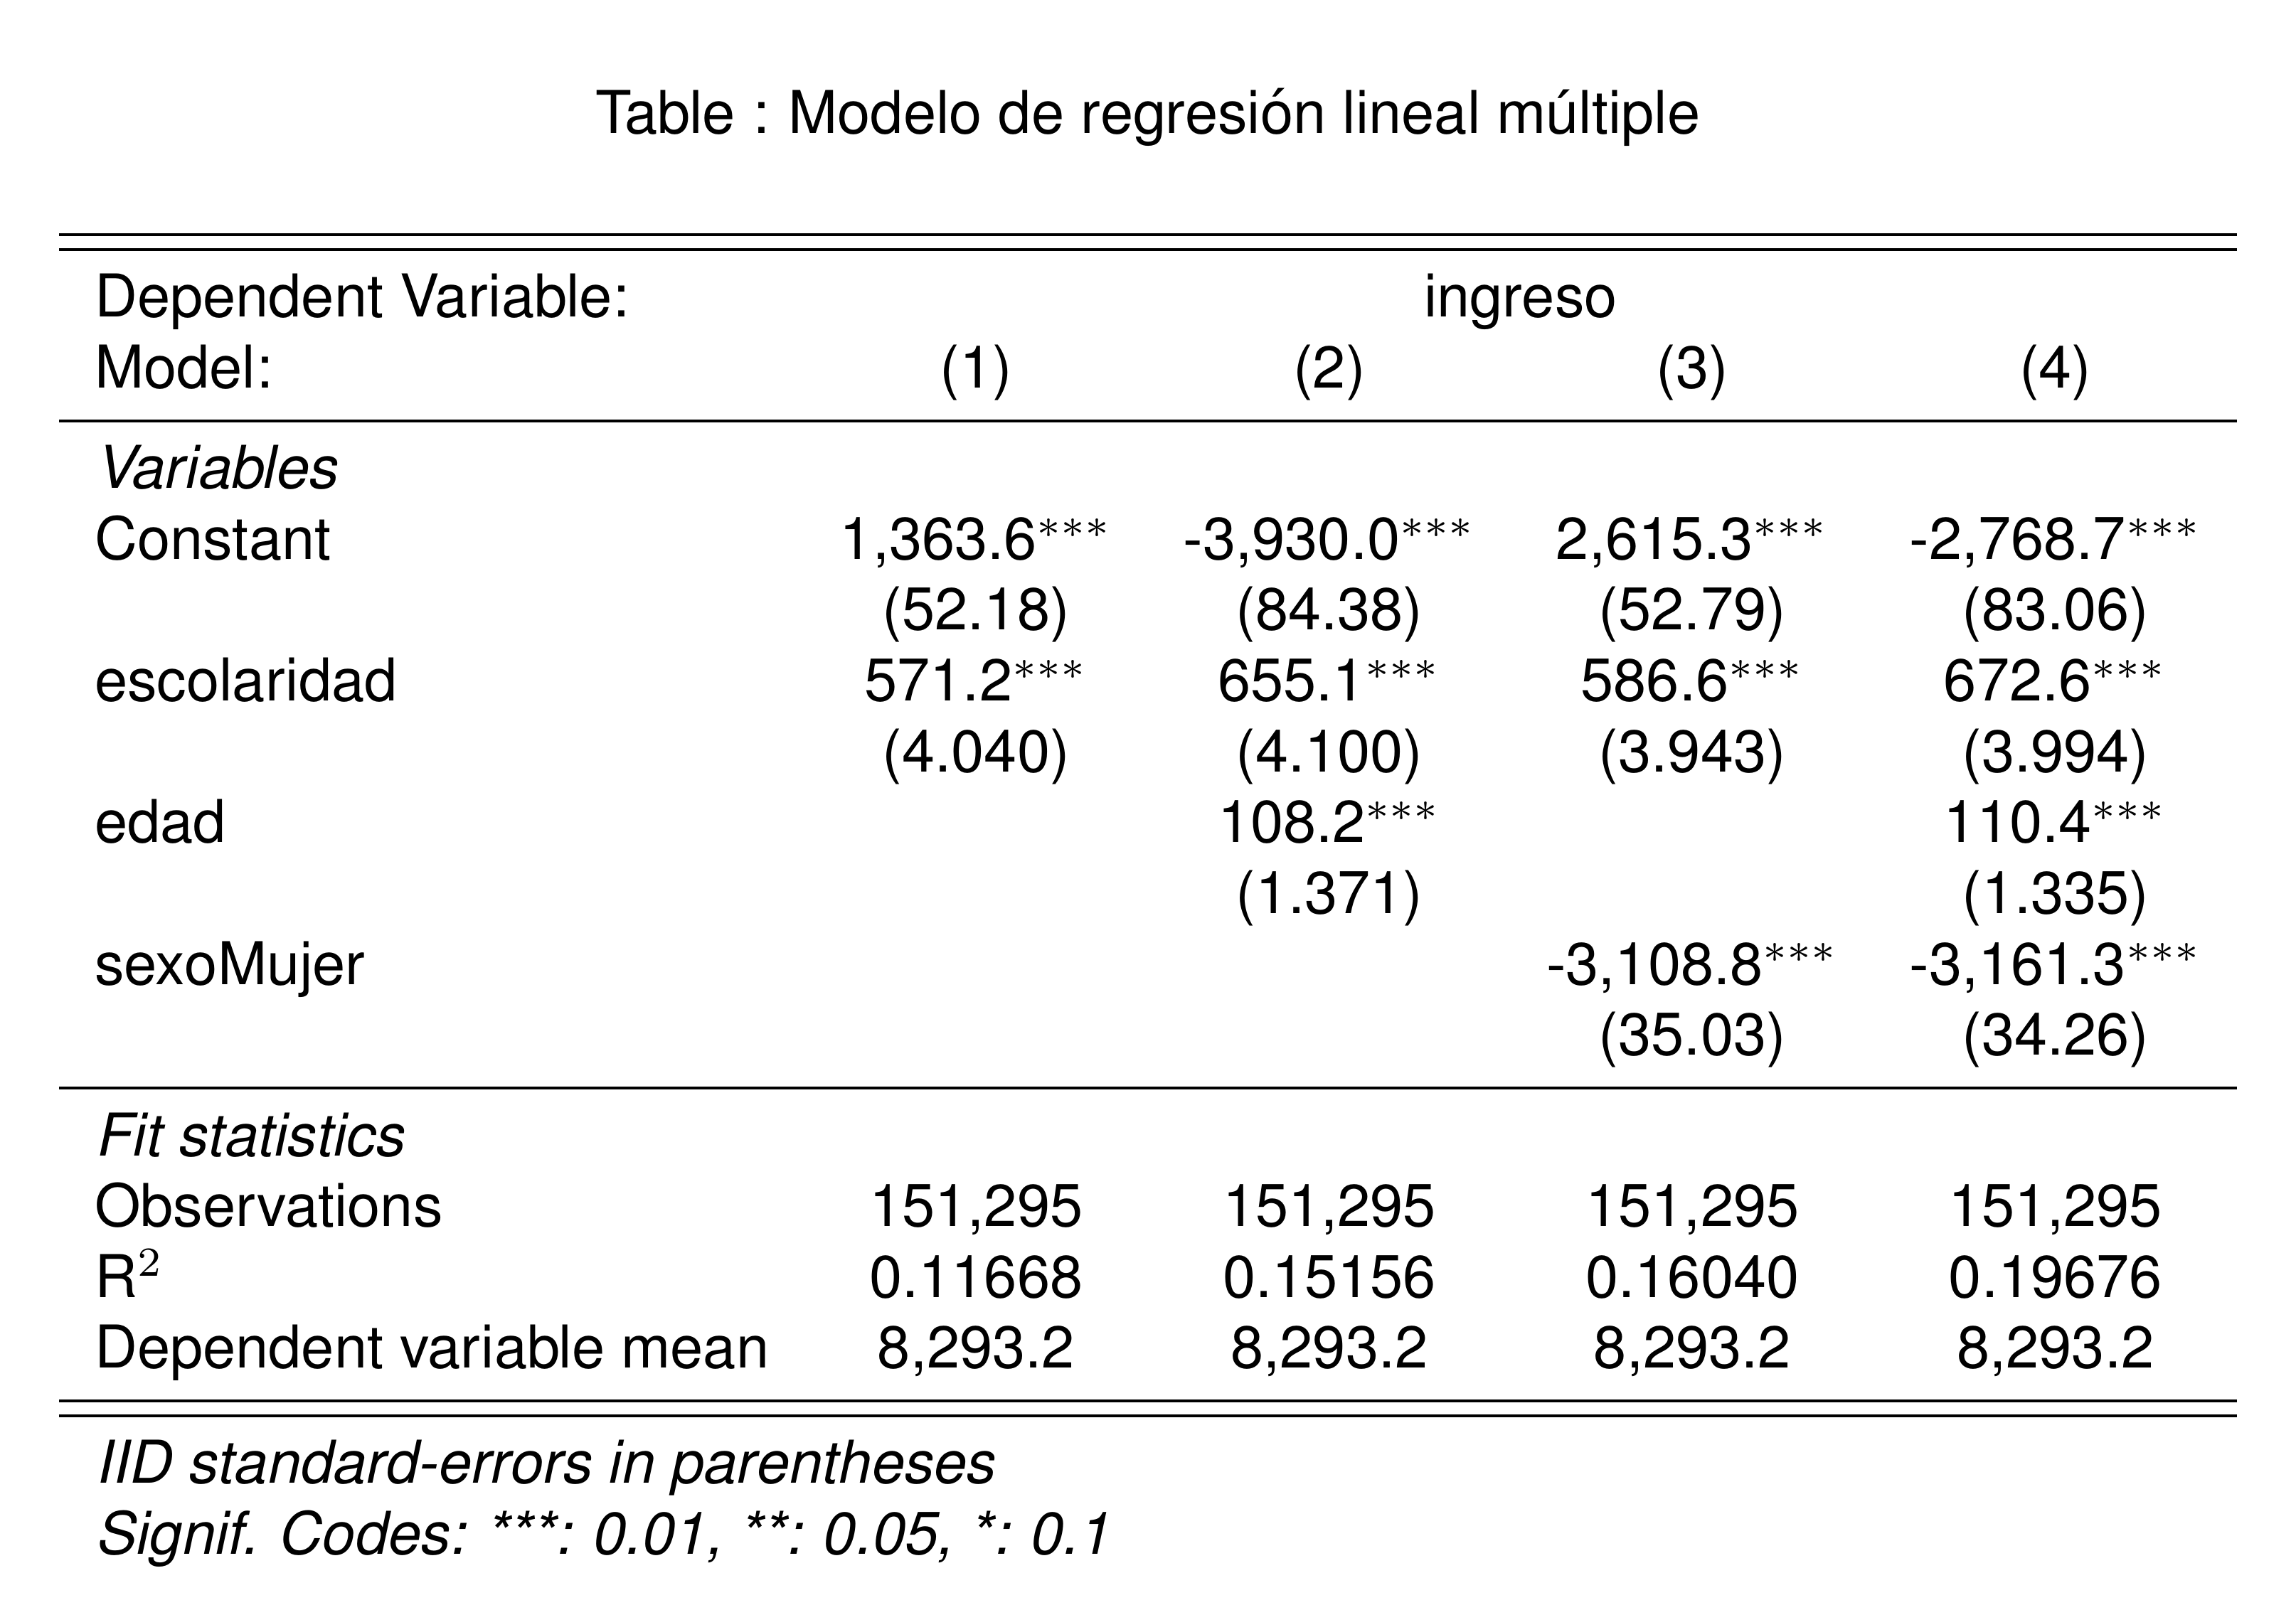 Table : Modelo de regresión lineal múltiple
Dependent Variable: ingreso
Model: (1) (2) (3) (4)
Variables
Constant 1,363.6*** -3,930.0*** 2,615.3*** -2,768.7***
(52.18) (84.38) (52.79) (83.06)
escolaridad 571.2*** 655.1*** 586.6*** 672.6***
(4.040) (4.100) (3.943) (3.994)
edad 108.2*** 110.4***
(1.371) (1.335)
sexoMujer -3,108.8*** -3,161.3***
(35.03) (34.26)
Fit statistics
Observations 151,295 151,295 151,295 151,295
R² 0.11668 0.15156 0.16040 0.19676
Dependent variable mean 8,293.2 8,293.2 8,293.2 8,293.2
IID standard-errors in parentheses
Signif. Codes: ***: 0.01, **: 0.05, *: 0.1